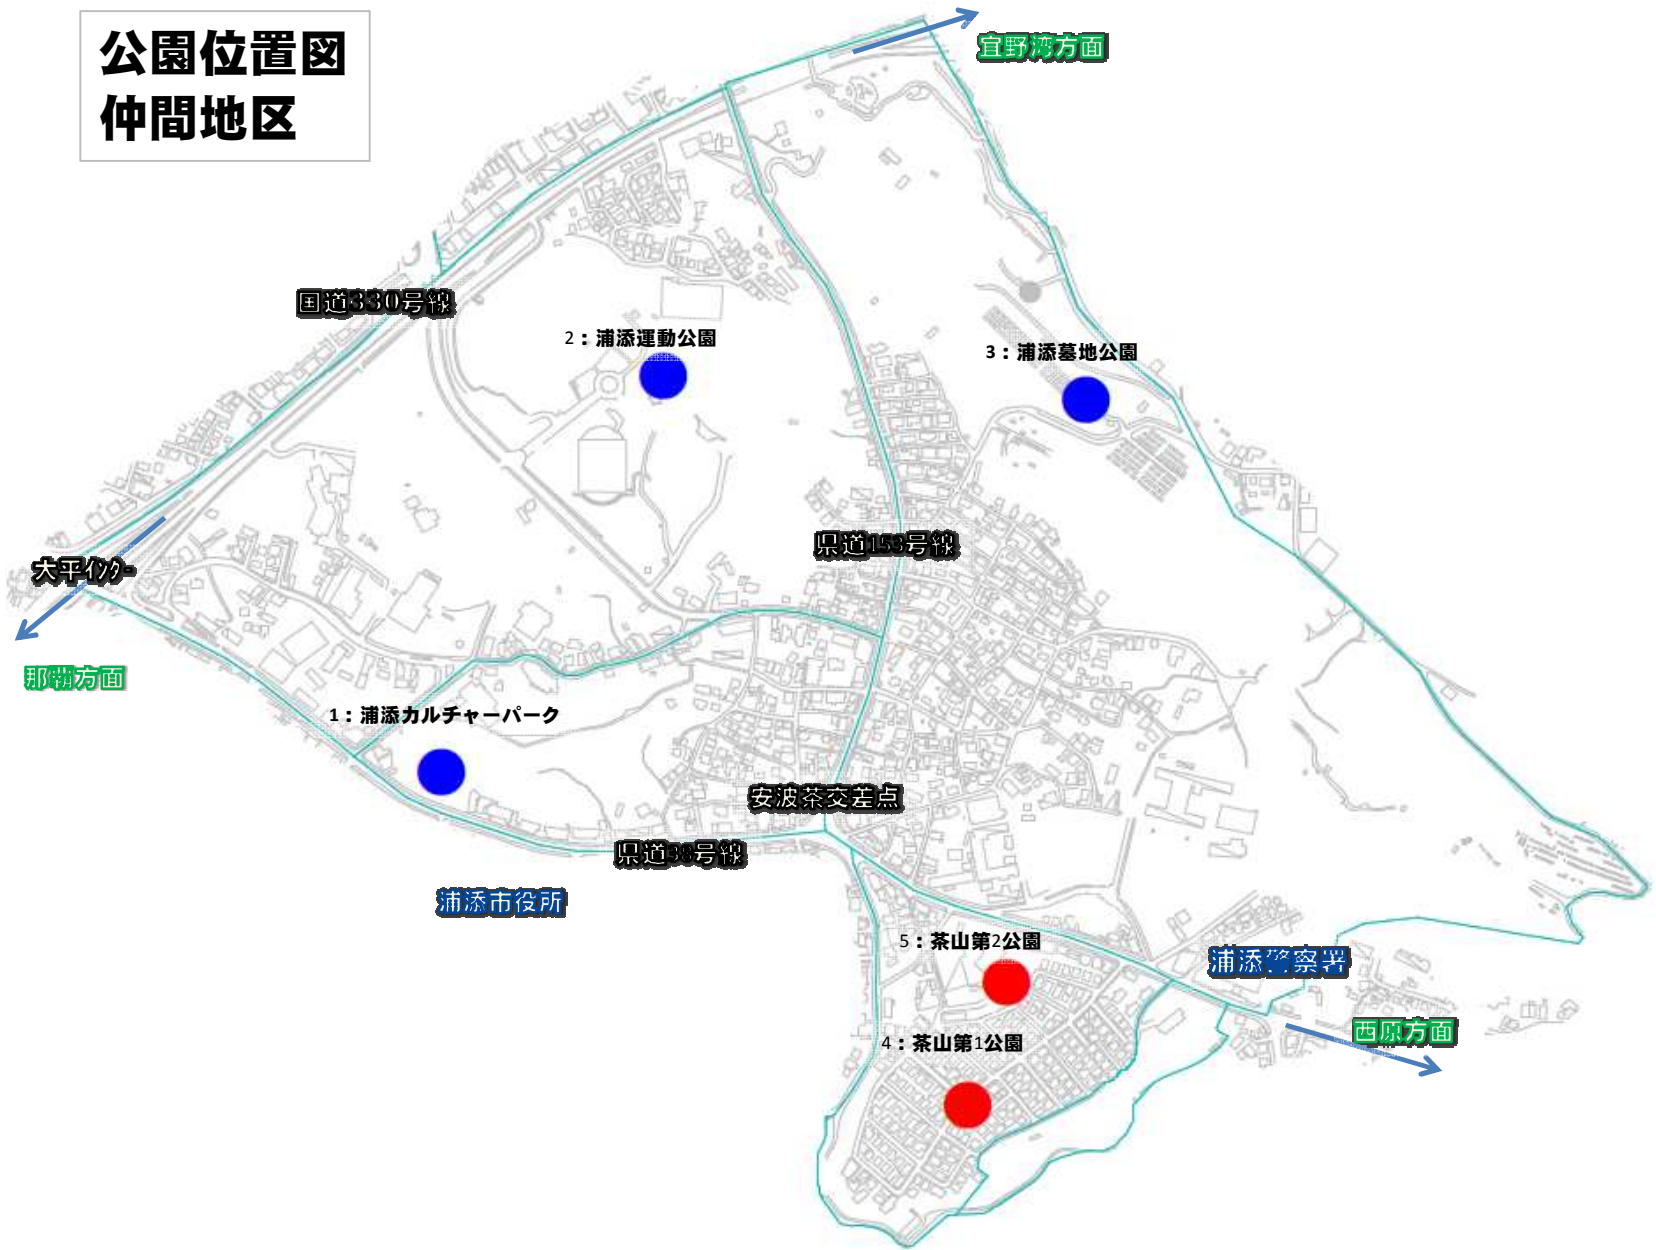 公園位置図
仲間地区
宜野湾方面
国道330号線
2：浦添運動公園
3：浦添墓地公園
県道153号線
大平インター
那覇方面
1：浦添カルチャーパーク
安波茶交差点
県道38号線
浦添市役所
5：茶山第2公園
浦添警察署
西原方面
4：茶山第1公園